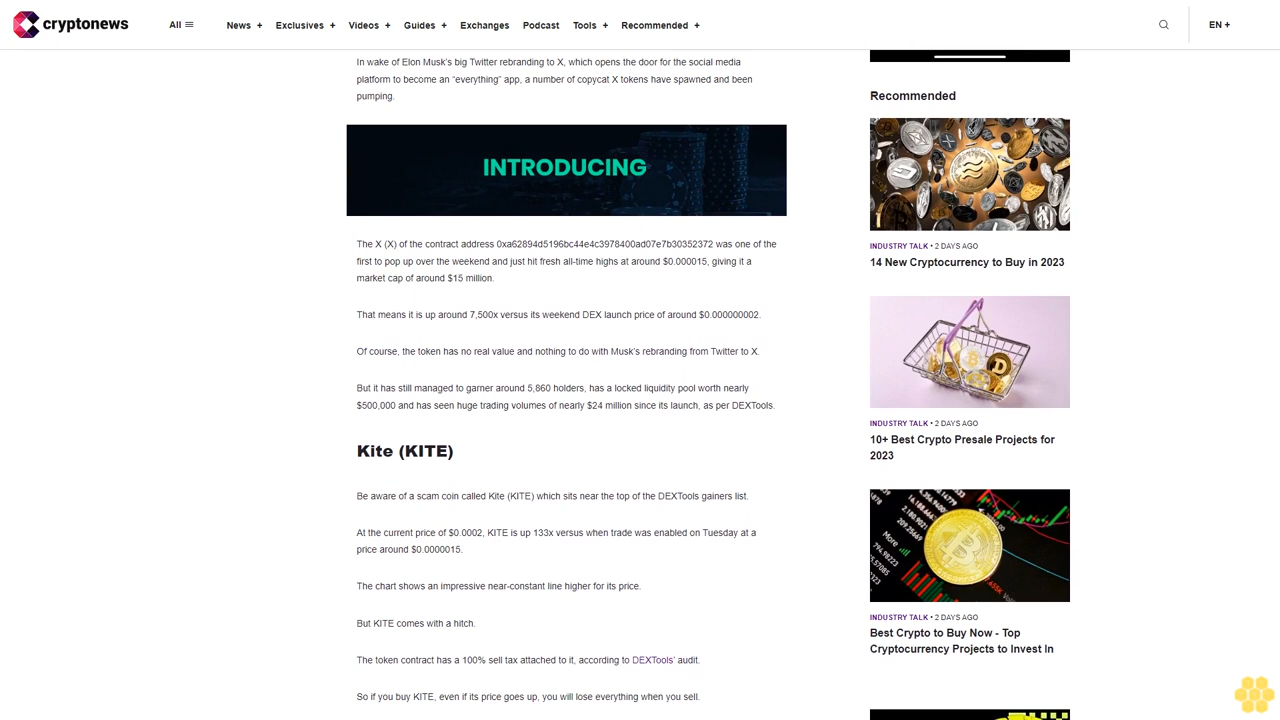 cryptonews
All
News +
Exclusives +
Videos +
Guides +
Exchanges
Podcast
Tools +
Recommended +
EN +
In wake of Elon Musk's big Twitter rebranding to X, which opens the door for the social media
platform to become an “everything” app, a number of copycat X tokens have spawned and been
pumping.
INTRODUCING
The X (X) of the contract address 0xa62894d5196bc44e4c3978400ad07e7b30352372 was one of the
first to pop up over the weekend and just hit fresh all-time highs at around $0.000015, giving it a
market cap of around $15 million.
That means it is up around 7,500x versus its weekend DEX launch price of around $0.000000002.
Of course, the token has no real value and nothing to do with Musk's rebranding from Twitter to X.
But it has still managed to garner around 5,860 holders, has a locked liquidity pool worth nearly
$500,000 and has seen huge trading volumes of nearly $24 million since its launch, as per DEXTools.
Kite (KITE)
Be aware of a scam coin called Kite (KITE) which sits near the top of the DEXTools gainers list.
At the current price of $0.0002, KITE is up 133x versus when trade was enabled on Tuesday at a
price around $0.0000015.
The chart shows an impressive near-constant line higher for its price.
But KITE comes with a hitch.
The token contract has a 100% sell tax attached to it, according to DEXTools' audit.
So if you buy KITE, even if its price goes up, you will lose everything when you sell.
Recommended
INDUSTRY TALK • 2 DAYS AGO
14 New Cryptocurrency to Buy in 2023
INDUSTRY TALK • 2 DAYS AGO
10+ Best Crypto Presale Projects for
2023
More
794.98223
INDUSTRY TALK • 2 DAYS AGO
Best Crypto to Buy Now - Top
Cryptocurrency Projects to Invest In